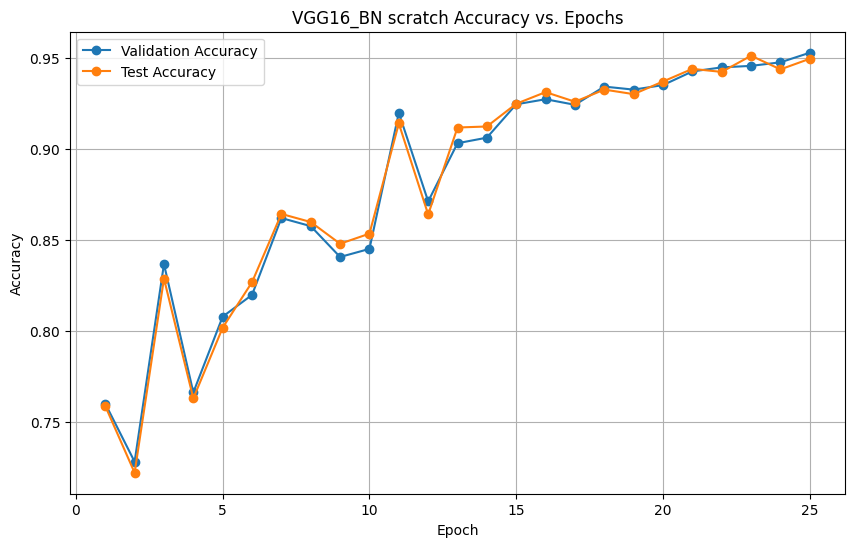 VGG16_BN scratch Accuracy vs. Epochs
Validation Accuracy
Test Accuracy
Accuracy
0.95
0.90
0.85
0.80
0.75
0
5
10
15
20
25
Epoch